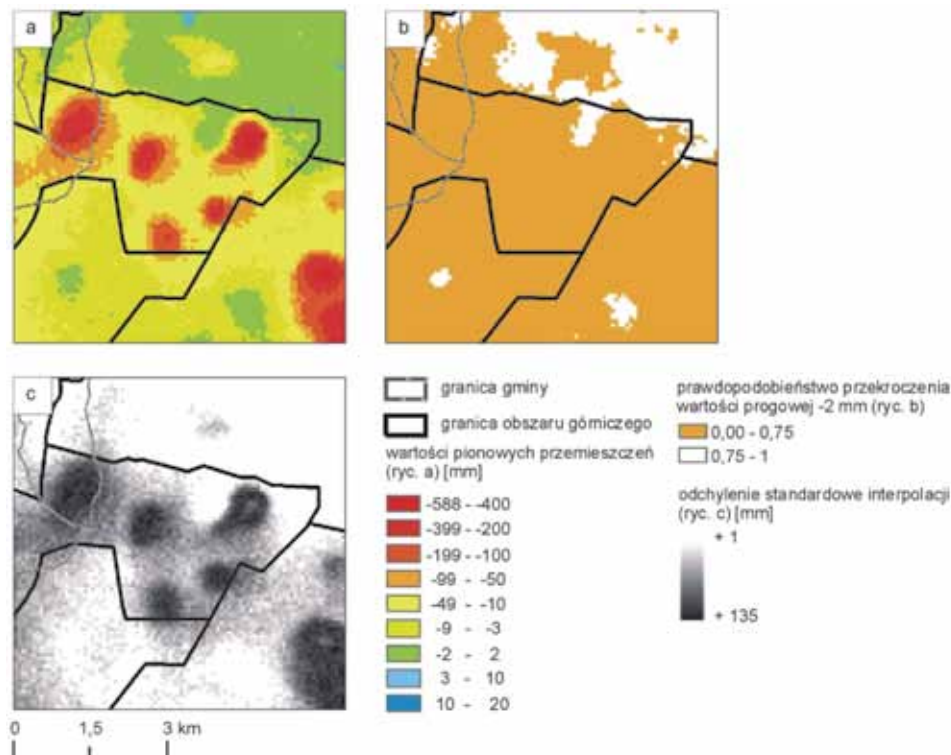 a
b
c
granica gminy
granica obszaru górniczego
wartości pionowych przemieszczeń
(ryc. a) [mm]
-588 - -400
-399 - -200
-199 - -100
-99 - -50
-49 - -10
-9 - -3
-2 - 2
3 - 10
10 - 20
prawdopodobieństwo przekroczenia
wartości progowej -2 mm (ryc. b)
0,00 - 0,75
0,75 - 1
odchylenie standardowe interpolacji
(ryc. c) [mm]
+ 1
+ 135
0 1,5 3 km